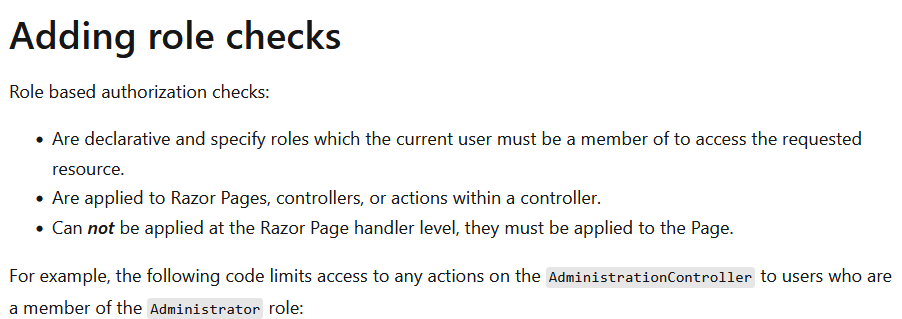 Adding role checks
Role based authorization checks:
• Are declarative and specify roles which the current user must be a member of to access the requested
resource.
• Are applied to Razor Pages, controllers, or actions within a controller.
• Can not be applied at the Razor Page handler level, they must be applied to the Page.
For example, the following code limits access to any actions on the AdministrationController to users who are
a member of the Administrator role: